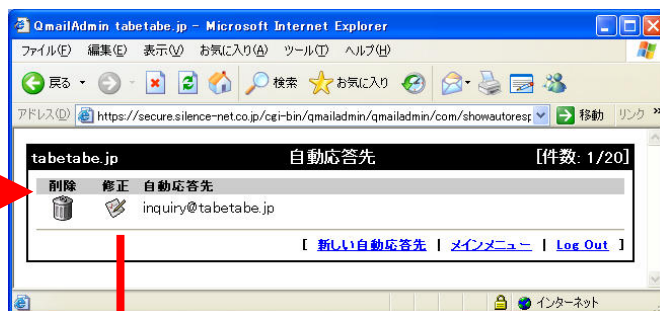 QmailAdmin tabetabe.jp - Microsoft Internet Explorer
ファイル(F) 編集(E) 表示(V) お気に入り(A) ツール(T) ヘルプ(H)
戻る 検索 お気に入り
アドレス(D) https://secure.silence-net.co.jp/cgi-bin/qmailadmin/qmailadmin/com/showautoresp 移動 リンク »
tabetabe.jp 自動応答先 [件数: 1/20]
削除 修正 自動応答先
inquiry@tabetabe.jp
[ 新しい自動応答先 | メインメニュー | Log Out ]
インターネット